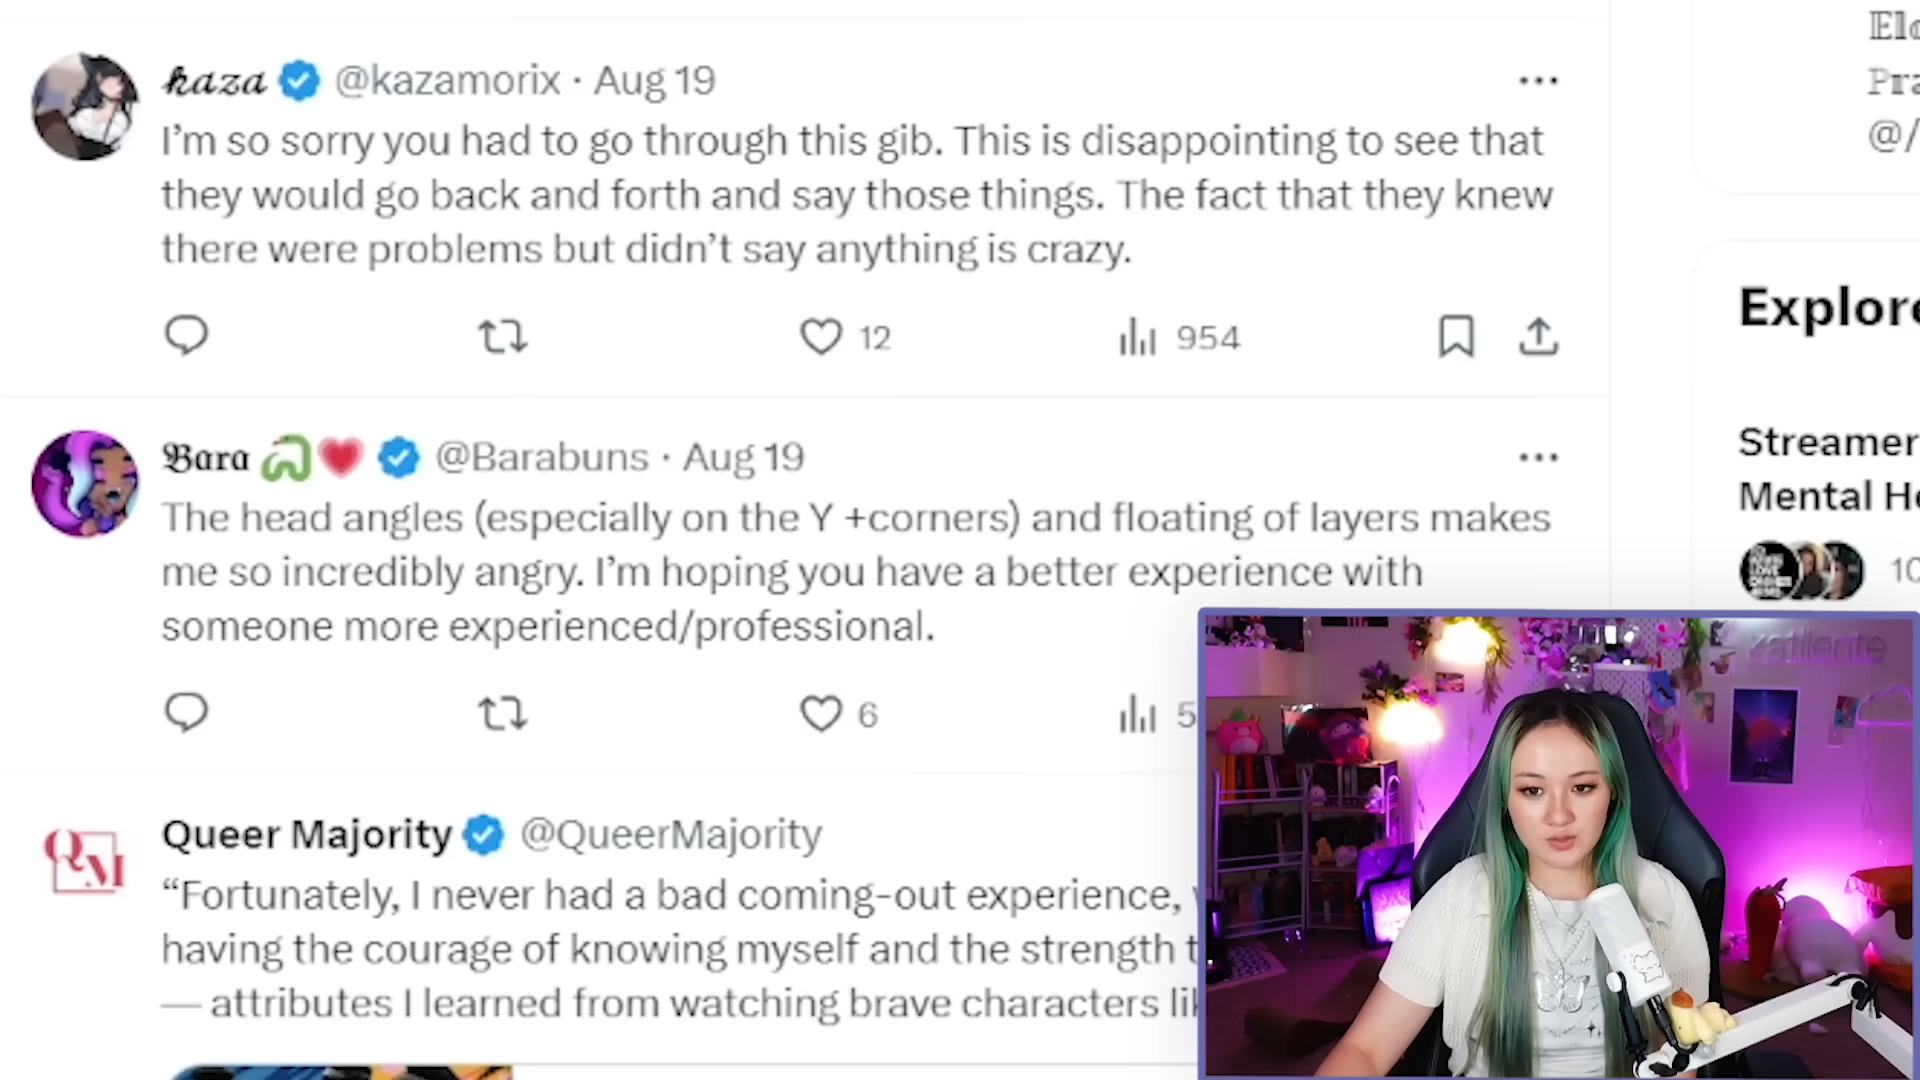 kaza @kazamorix · Aug 19
I'm so sorry you had to go through this gib. This is disappointing to see that
they would go back and forth and say those things. The fact that they knew
there were problems but didn't say anything is crazy.
12 954
Bara @Barabuns · Aug 19
The head angles (especially on the Y +corners) and floating of layers makes
me so incredibly angry. I'm hoping you have a better experience with
someone more experienced/professional.
6 5
Queer Majority @QueerMajority
“Fortunately, I never had a bad coming-out experience,
having the courage of knowing myself and the strength
— attributes I learned from watching brave characters
QM
Elo
Pra
@/
Explore
Streamer
Mental He
10
katliente